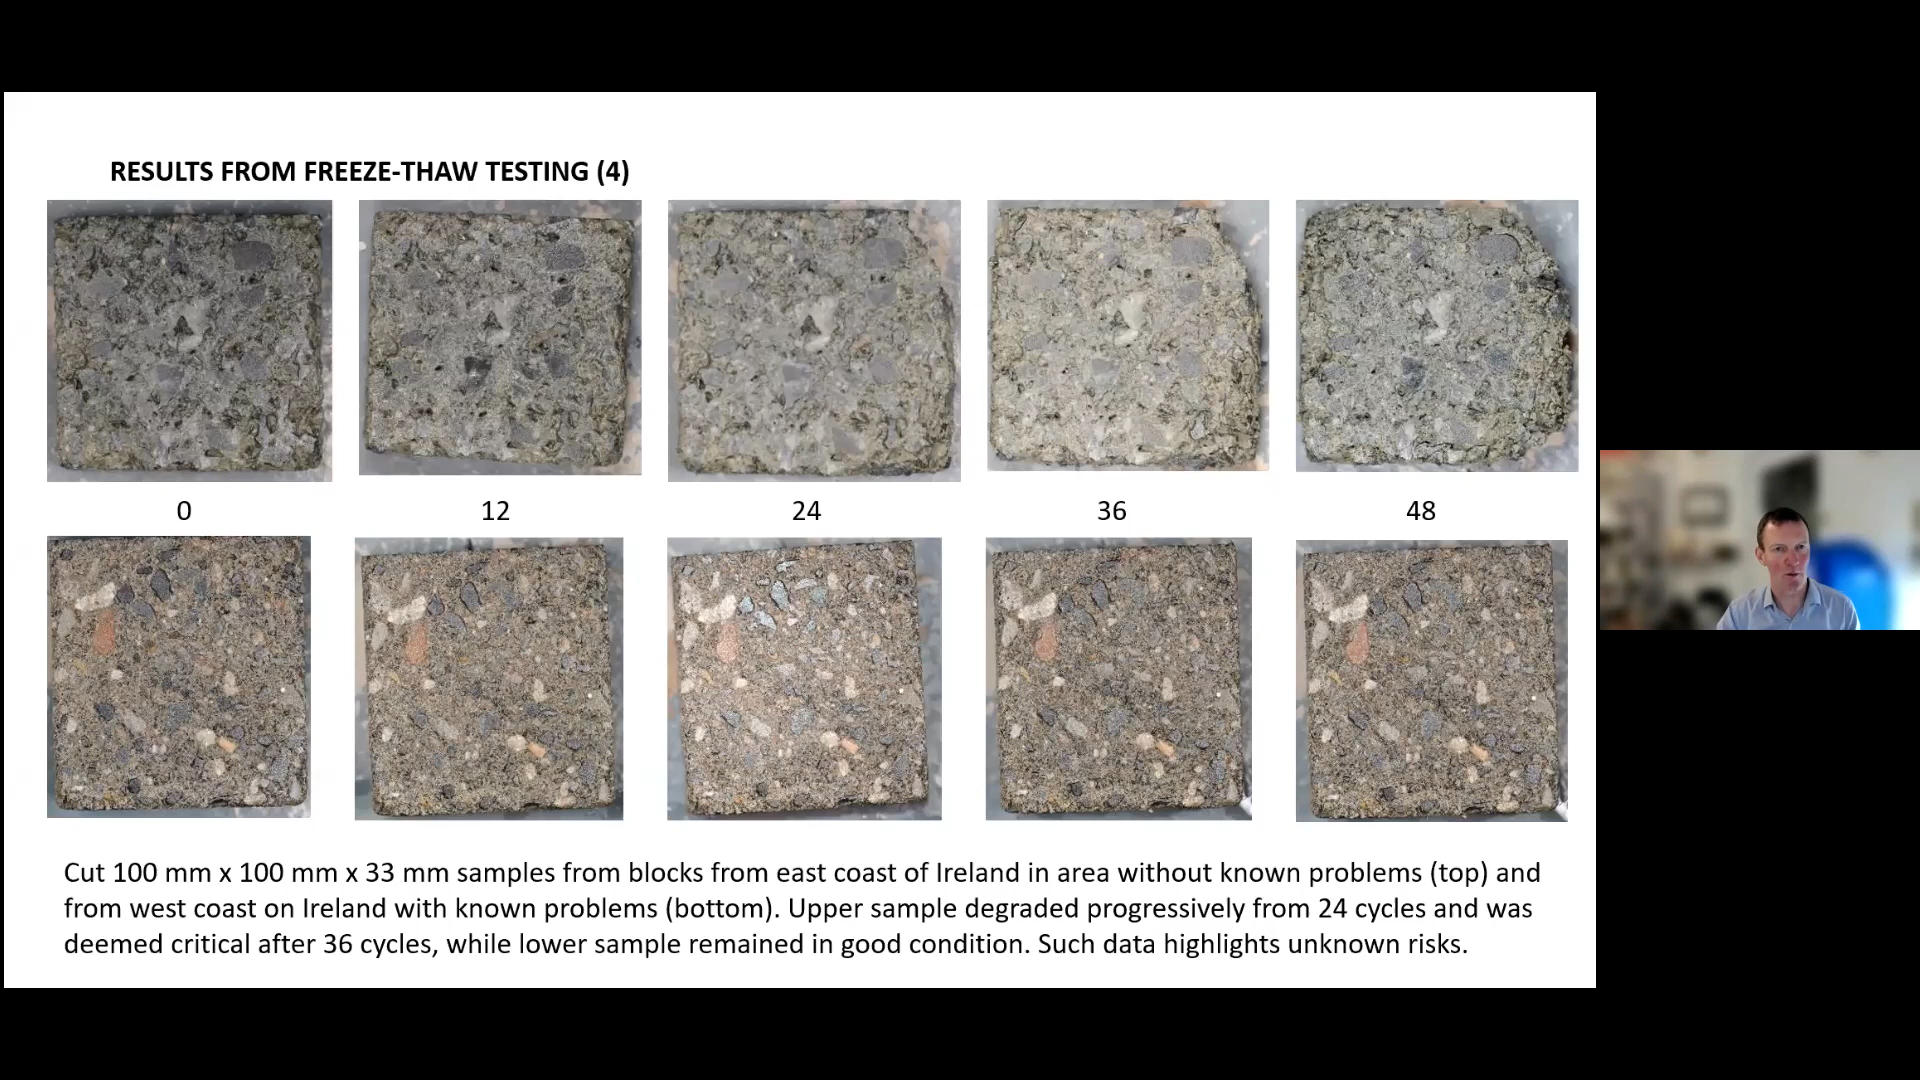 RESULTS FROM FREEZE-THAW TESTING (4)
0 12 24 36 48
Cut 100 mm x 100 mm x 33 mm samples from blocks from east coast of Ireland in area without known problems (top) and
from west coast on Ireland with known problems (bottom). Upper sample degraded progressively from 24 cycles and was
deemed critical after 36 cycles, while lower sample remained in good condition. Such data highlights unknown risks.